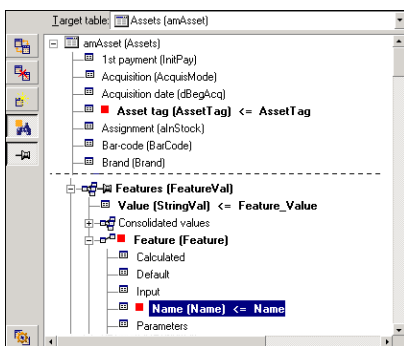 Target table: Assets (amAsset)
amAsset (Assets)
1st payment (InitPay)
Acquisition (AcquisMode)
Acquisition date (dBegAcq)
Asset tag (AssetTag) <= AssetTag
Assignment (aInStock)
Bar-code (BarCode)
Brand (Brand)
Features (FeatureVal)
Value (StringVal) <= Feature_Value
Consolidated values
Feature (Feature)
Calculated
Default
Input
Name (Name) <= Name
Parameters